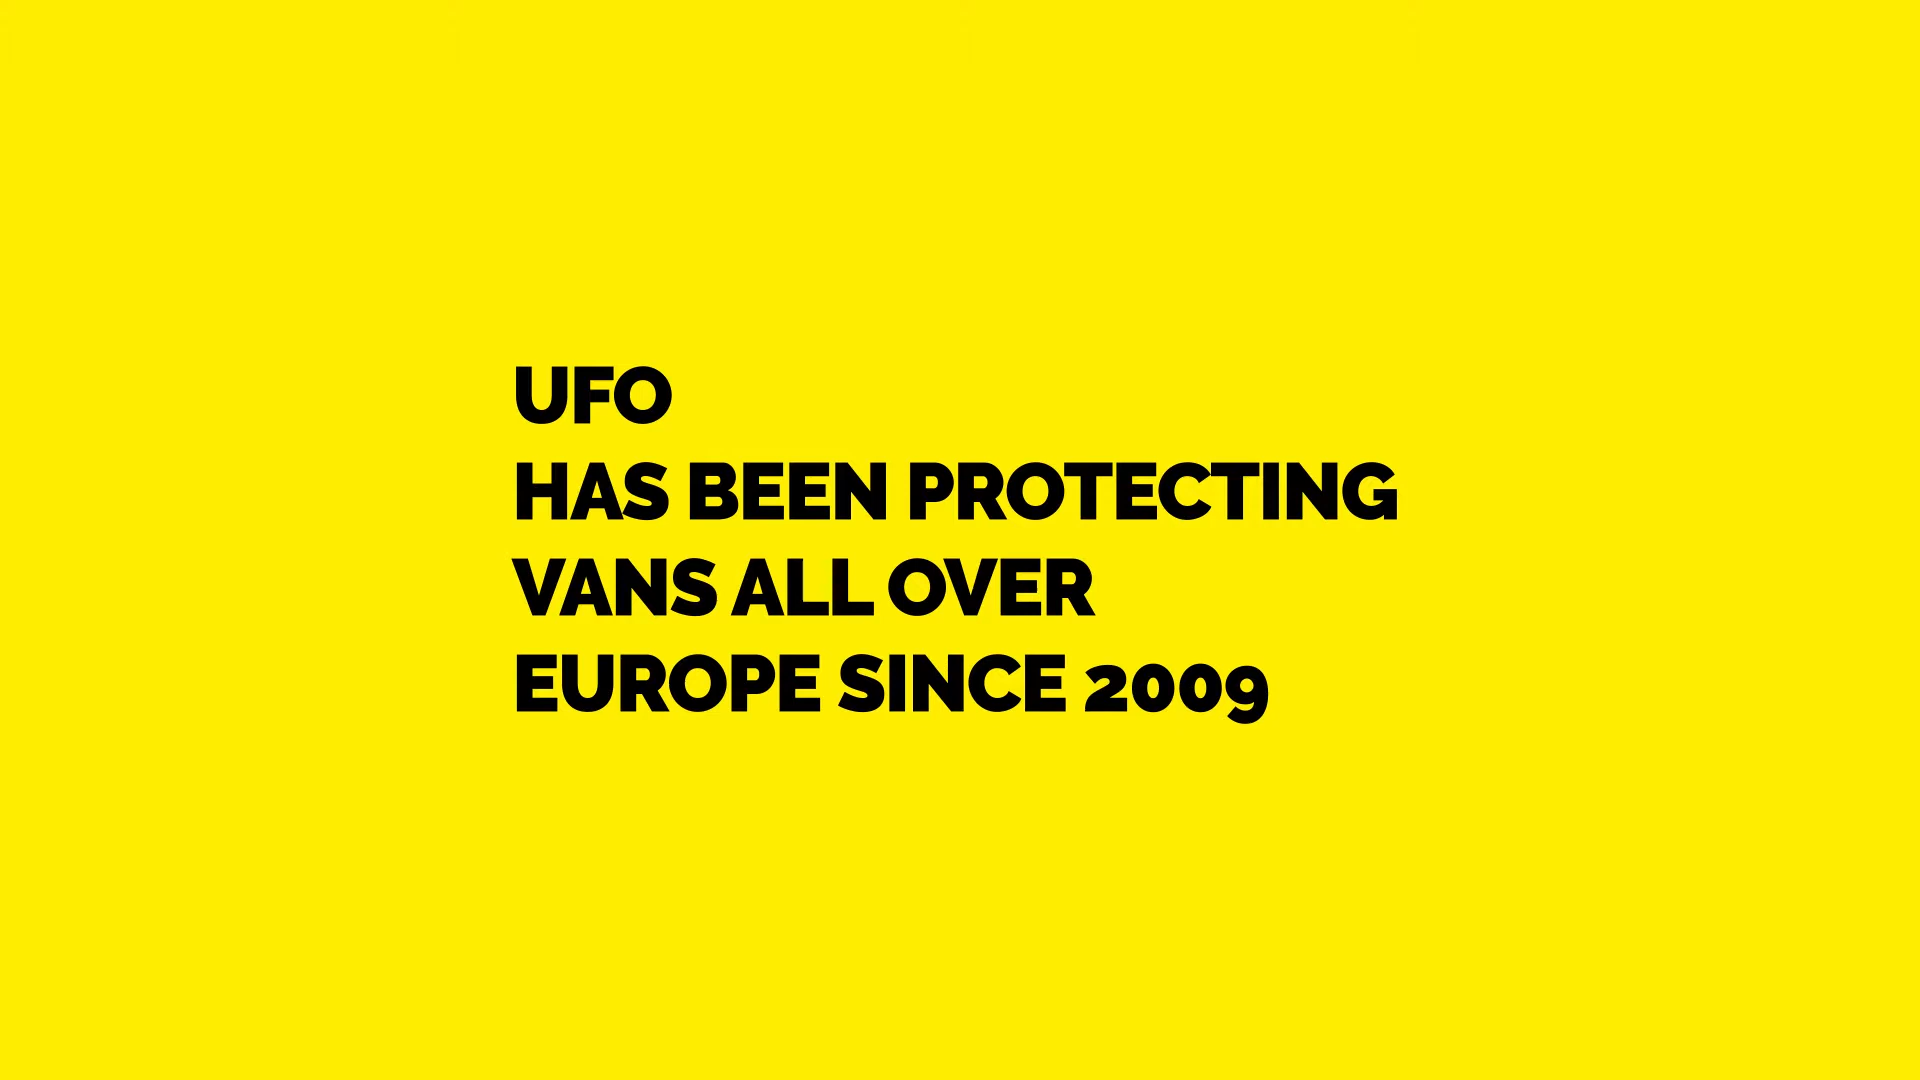 UFO
HAS BEEN PROTECTING
VANS ALL OVER
EUROPE SINCE 2009